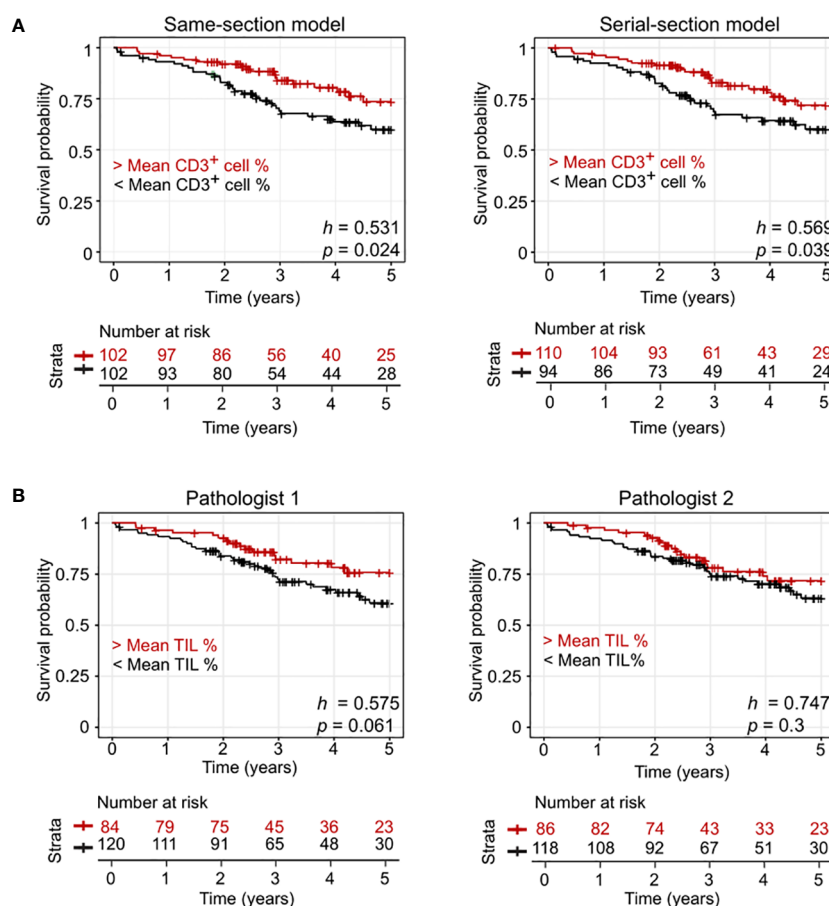 A
Same-section model
Survival probability
1
0.75
0.5
0.25
0
> Mean CD3+ cell %
< Mean CD3+ cell %
h = 0.531
p = 0.024
0 1 2 3 4 5
Time (years)
Number at risk
Strata
102 97 86 56 40 25
102 93 80 54 44 28
0 1 2 3 4 5
Time (years)
Serial-section model
Survival probability
1
0.75
0.5
0.25
0
> Mean CD3+ cell %
< Mean CD3+ cell %
h = 0.569
p = 0.039
0 1 2 3 4 5
Time (years)
Number at risk
Strata
110 104 93 61 43 29
94 86 73 49 41 24
0 1 2 3 4 5
Time (years)
B
Pathologist 1
Survival probability
1
0.75
0.5
0.25
0
> Mean TIL %
< Mean TIL %
h = 0.575
p = 0.061
0 1 2 3 4 5
Time (years)
Number at risk
Strata
84 79 75 45 36 23
120 111 91 65 48 30
0 1 2 3 4 5
Time (years)
Pathologist 2
Survival probability
1
0.75
0.5
0.25
0
> Mean TIL %
< Mean TIL%
h = 0.747
p = 0.3
0 1 2 3 4 5
Time (years)
Number at risk
Strata
86 82 74 43 33 23
118 108 92 67 51 30
0 1 2 3 4 5
Time (years)